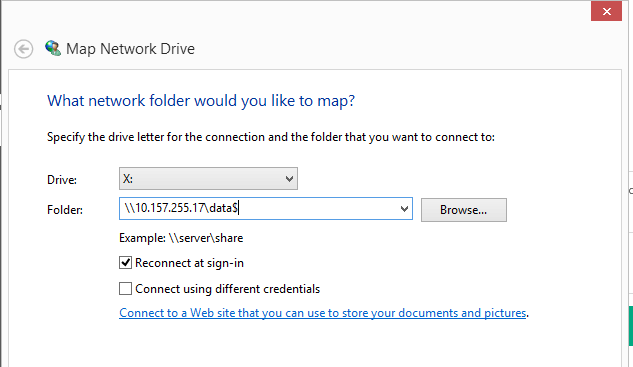 Map Network Drive
What network folder would you like to map?
Specify the drive letter for the connection and the folder that you want to connect to:
Drive: X:
Folder: \\10.157.255.17\data$ Browse...
Example: \\server\share
Reconnect at sign-in
Connect using different credentials
Connect to a Web site that you can use to store your documents and pictures.